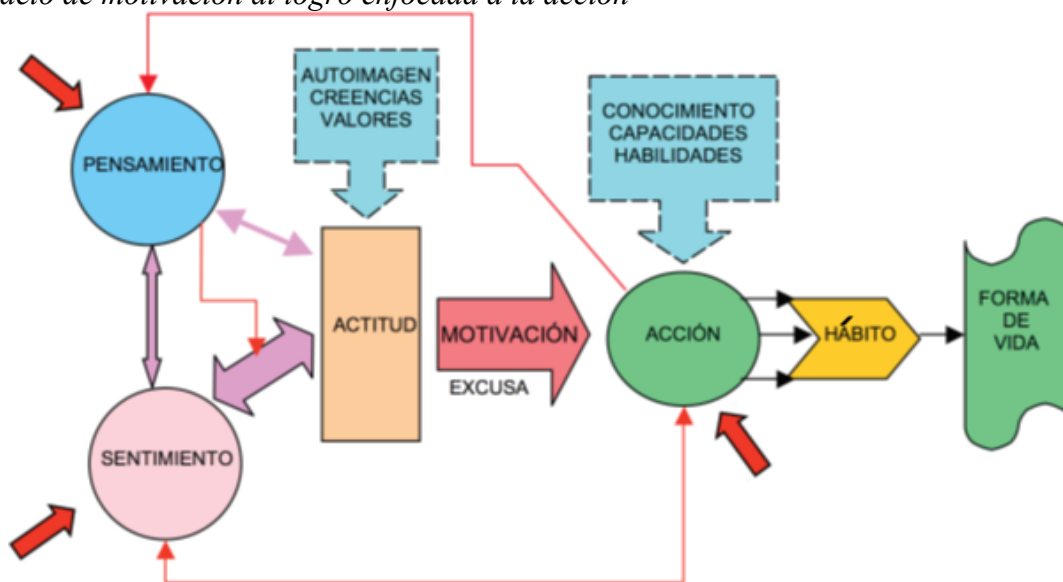 de motivación al logro enfocada a la acción
AUTOIMAGEN
CREENCIAS
VALORES
CONOCIMIENTO
CAPACIDADES
HABILIDADES
PENSAMIENTO
ACTITUD
MOTIVACIÓN
EXCUSA
ACCIÓN
HÁBITO
FORMA
DE
VIDA
SENTIMIENTO